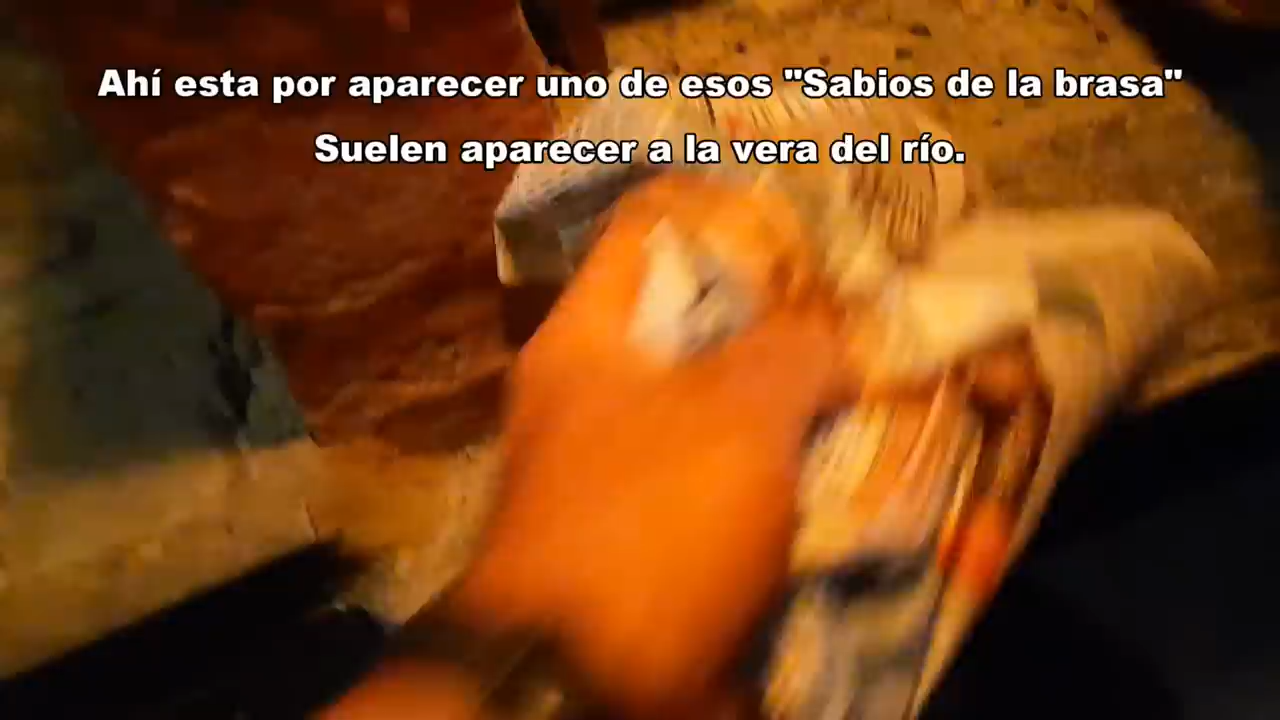 Ahí esta por aparecer uno de esos "Sabios de la brasa"
Suelen aparecer a la vera del río.